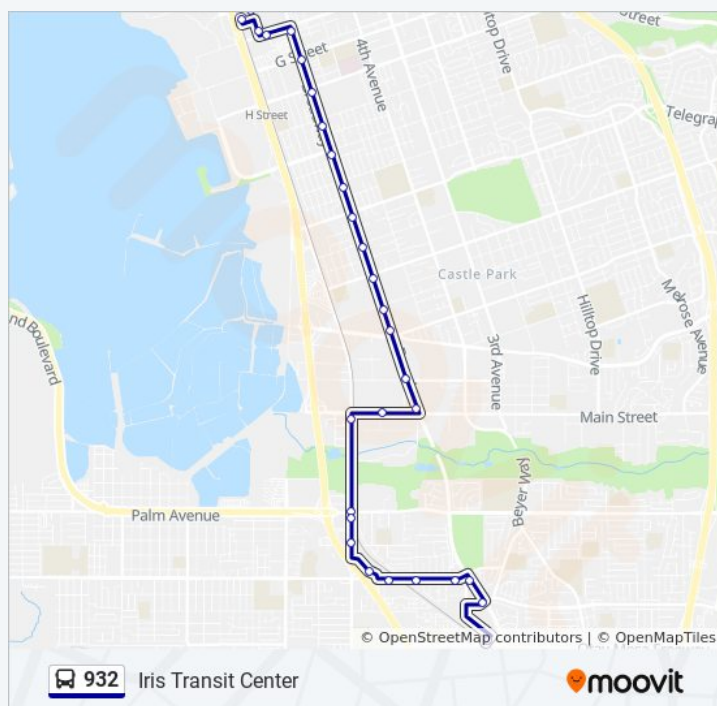 Street
4th Avenue
Hilltop Drive
G Street
H Street
Telegrap
Castle Park
nd Boulevard
Hilltop Drive
Melrose Avenue
3rd Avenue
Main Street
Beyer Way
Palm Avenue
© OpenStreetMap contributors | © OpenMapTiles
932 Iris Transit Center
moovit